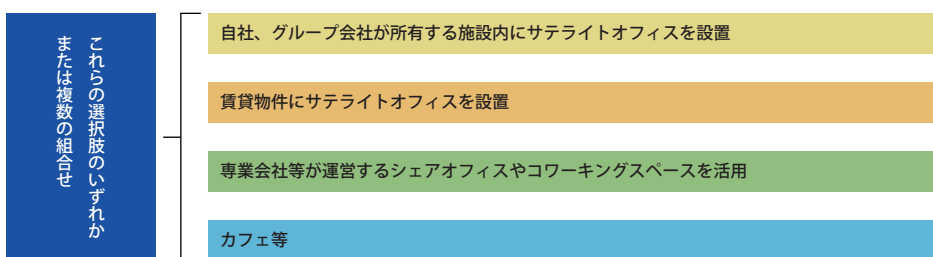 これらの選択肢のいずれか
または複数の組合せ
自社、グループ会社が所有する施設内にサテライトオフィスを設置
賃貸物件にサテライトオフィスを設置
専業会社等が運営するシェアオフィスやコワーキングスペースを活用
カフェ等